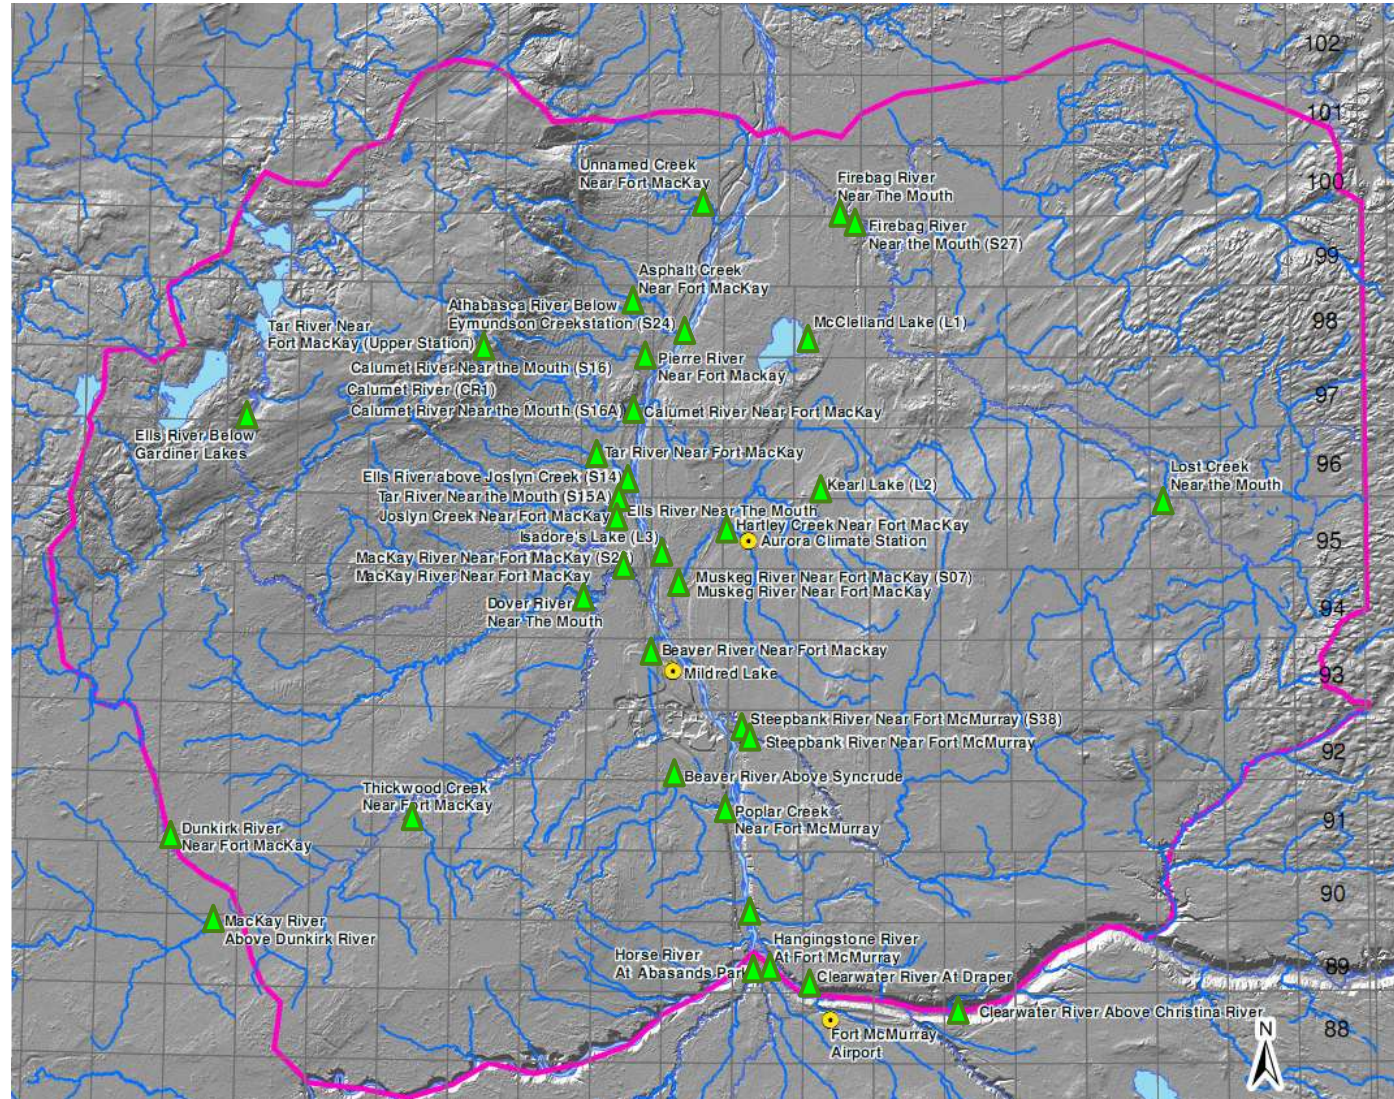 102
101
Unnamed Creek
Near Fort MacKay
Firebag River
Near The Mouth
100
Firebag River
Near the Mouth (S27)
99
Asphalt Creek
Near Fort MacKay
Athabasca River Below
Eymundson Creekstation (S24)
McClelland Lake (L1)
98
Tar River Near
Fort MacKay (Upper Station)
Pierre River
Near Fort Mackay
Calumet River Near the Mouth (S16)
Calumet River (CR1)
Calumet River Near the Mouth (S16A)
Calumet River Near Fort MacKay
97
Ells River Below
Gardiner Lakes
Tar River Near Fort MacKay
96
Lost Creek
Near the Mouth
Ells River above Joslyn Creek (S14)
Kearl Lake (L2)
Tar River Near the Mouth (S15A)
Ells River Near The Mouth
Joslyn Creek Near Fort MacKay
Hartley Creek Near Fort MacKay
Isadore's Lake (L3)
Aurora Climate Station
95
MacKay River Near Fort MacKay
MacKay River Near Fort MacKay
Muskeg River Near Fort MacKay (S07)
Muskeg River Near Fort MacKay
Dover River
Near The Mouth
94
Beaver River Near Fort Mackay
Mildred Lake
93
Steepbank River Near Fort McMurray (S38)
Steepbank River Near Fort McMurray
92
Beaver River Above Syncrude
Thickwood Creek
Near Fort MacKay
Poplar Creek
Near Fort McMurray
91
Dunkirk River
Near Fort MacKay
90
MacKay River
Above Dunkirk River
Hangingstone River
At Fort McMurray
Horse River
At Abasands Park
89
Clearwater River At Draper
Clearwater River Above Christina River
88
Fort McMurray
Airport
N